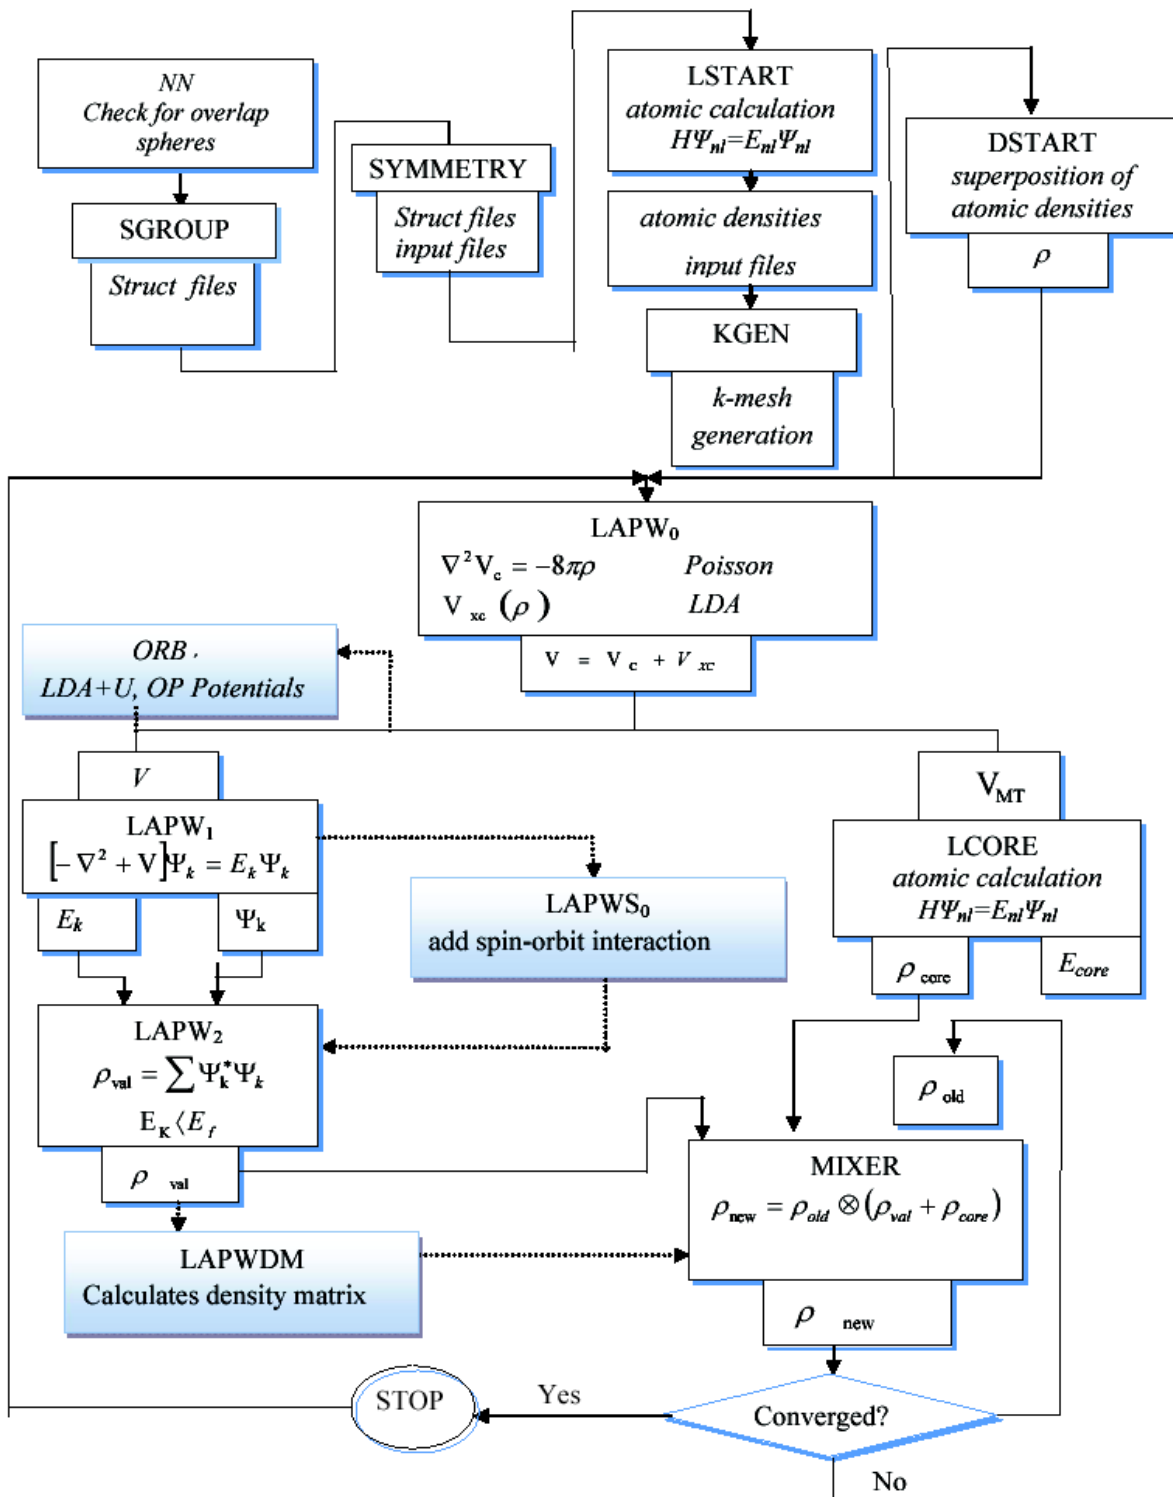 NN
Check for overlap
spheres
SGROUP
Struct files
SYMMETRY
Struct files
input files
LSTART
atomic calculation
HΨnl=EnlΨnl
atomic densities
input files
KGEN
k-mesh
generation
DSTART
superposition of
atomic densities
ρ
LAPW₀
∇²Vc = −8πρ Poisson
Vxc (ρ) LDA
V = Vc + Vxc
ORB .
LDA+U, OP Potentials
V
LAPW₁
[−∇² + V]Ψk = EkΨk
Ek
Ψk
LAPWS₀
add spin-orbit interaction
VMT
LCORE
atomic calculation
HΨnl=EnlΨnl
ρcore
Ecore
LAPW₂
ρval = ∑Ψk*Ψk
EK⟨Ef
ρ val
ρold
MIXER
ρnew = ρold ⊗ (ρval + ρcore)
ρ new
LAPWDM
Calculates density matrix
STOP
Yes
Converged?
No